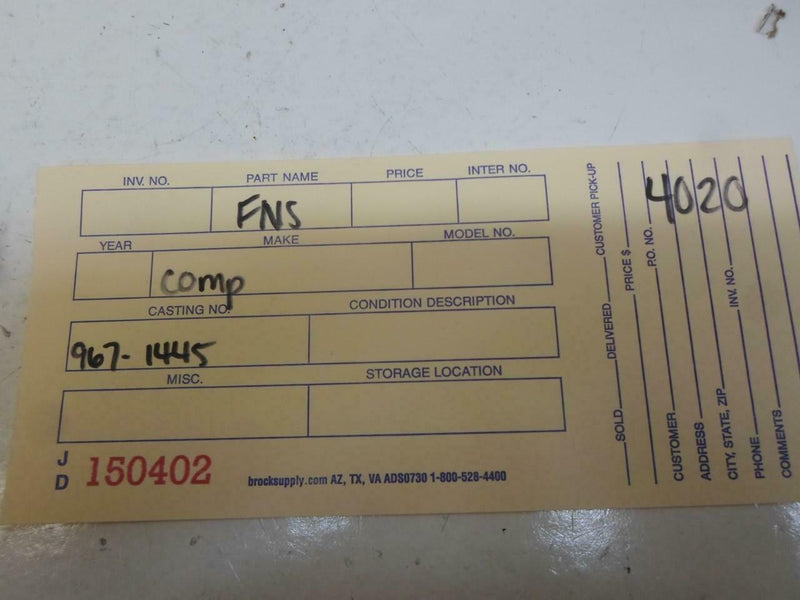 INV. NO. PART NAME PRICE INTER NO.
FNS
YEAR MAKE MODEL NO.
comp
CASTING NO. CONDITION DESCRIPTION
967-1445
MISC. STORAGE LOCATION
J D 150402
brocksupply.com AZ, TX, VA ADS0730 1-800-528-4400
SOLD DELIVERED CUSTOMER PICK-UP
PRICE $
P.O. NO.
4020
CUSTOMER
ADDRESS
CITY, STATE, ZIP INV. NO.
PHONE
COMMENTS